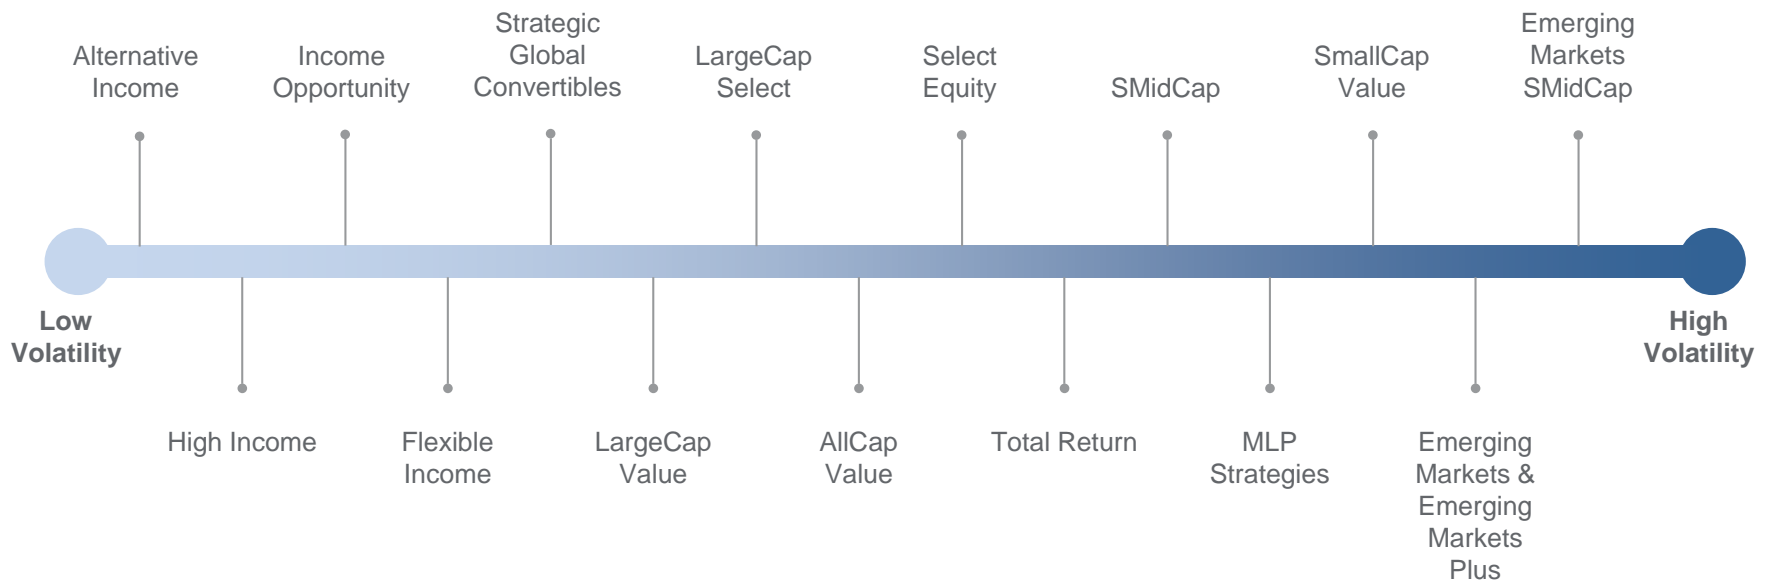 Alternative
Income
Income
Opportunity
Strategic
Global
Convertibles
LargeCap
Select
Select
Equity
SMidCap
SmallCap
Value
Emerging
Markets
SMidCap
Low
Volatility
High
Volatility
High Income
Flexible
Income
LargeCap
Value
AllCap
Value
Total Return
MLP
Strategies
Emerging
Markets &
Emerging
Markets
Plus